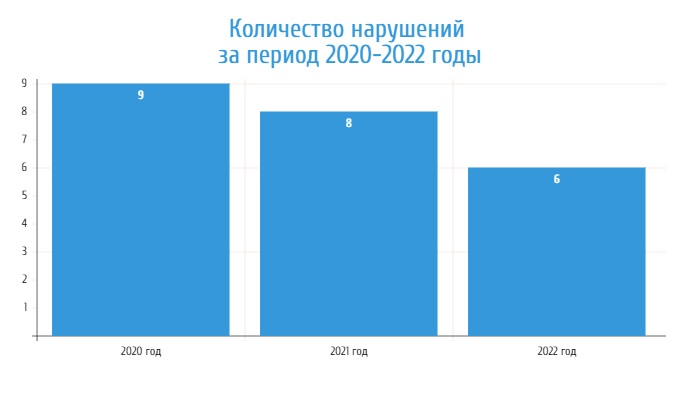 Количество нарушений
за период 2020-2022 годы
9
8
7
6
5
4
3
2
1
9
8
6
2020 год
2021 год
2022 год